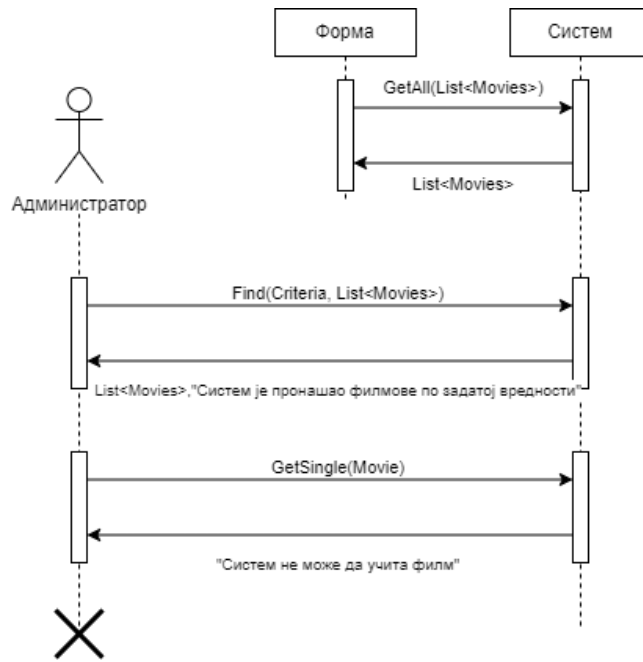 Форма
Систем
GetAll(List<Movies>)
List<Movies>
Администратор
Find(Criteria, List<Movies>)
List<Movies>,"Систем је пронашао филмове по задатој вредности"
GetSingle(Movie)
"Систем не може да учита филм"